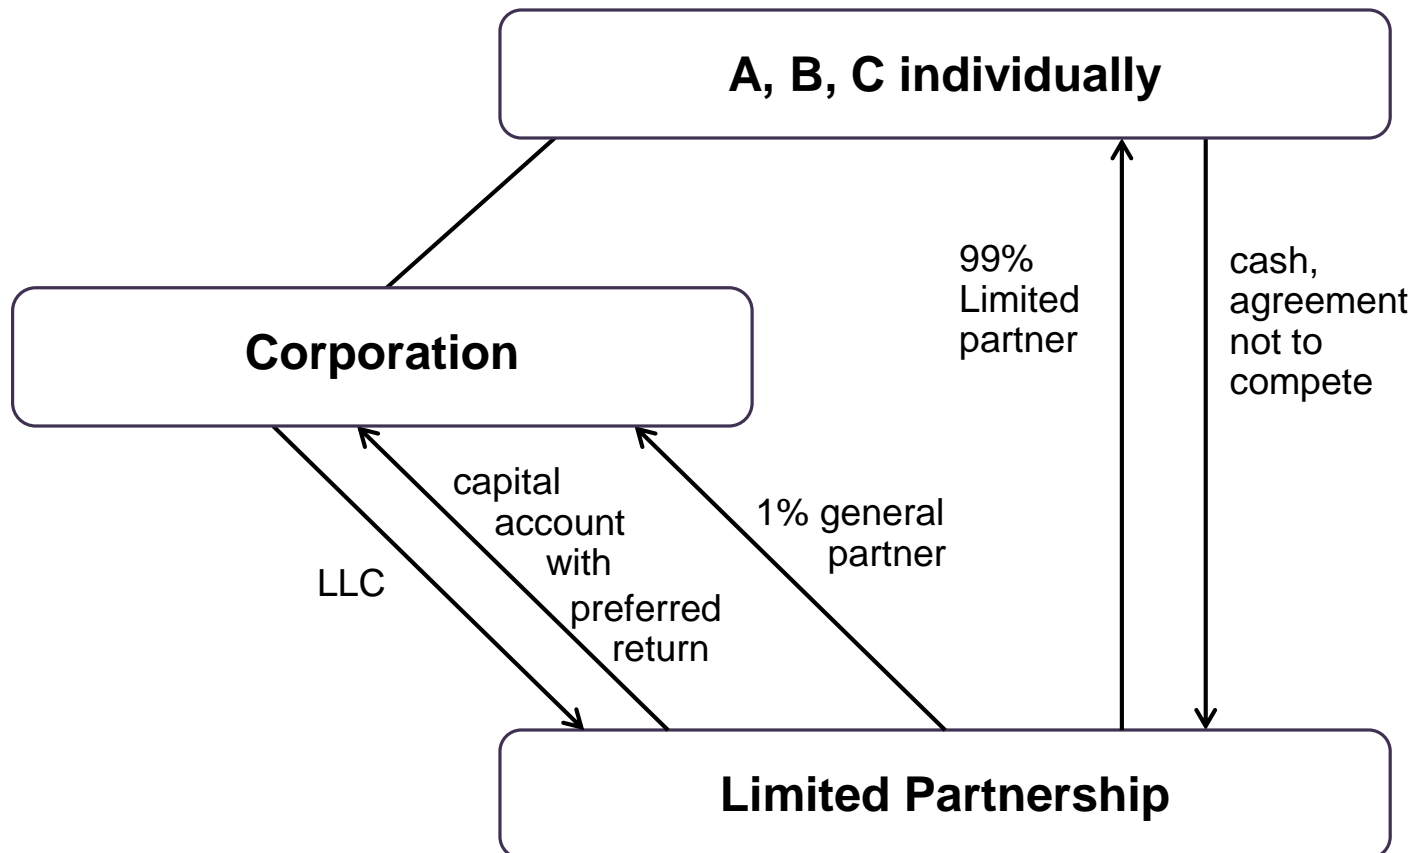 A, B, C individually
99%
Limited
partner
cash,
agreement
not to
compete
Corporation
capital
account
with
preferred
return
1% general
partner
LLC
Limited Partnership